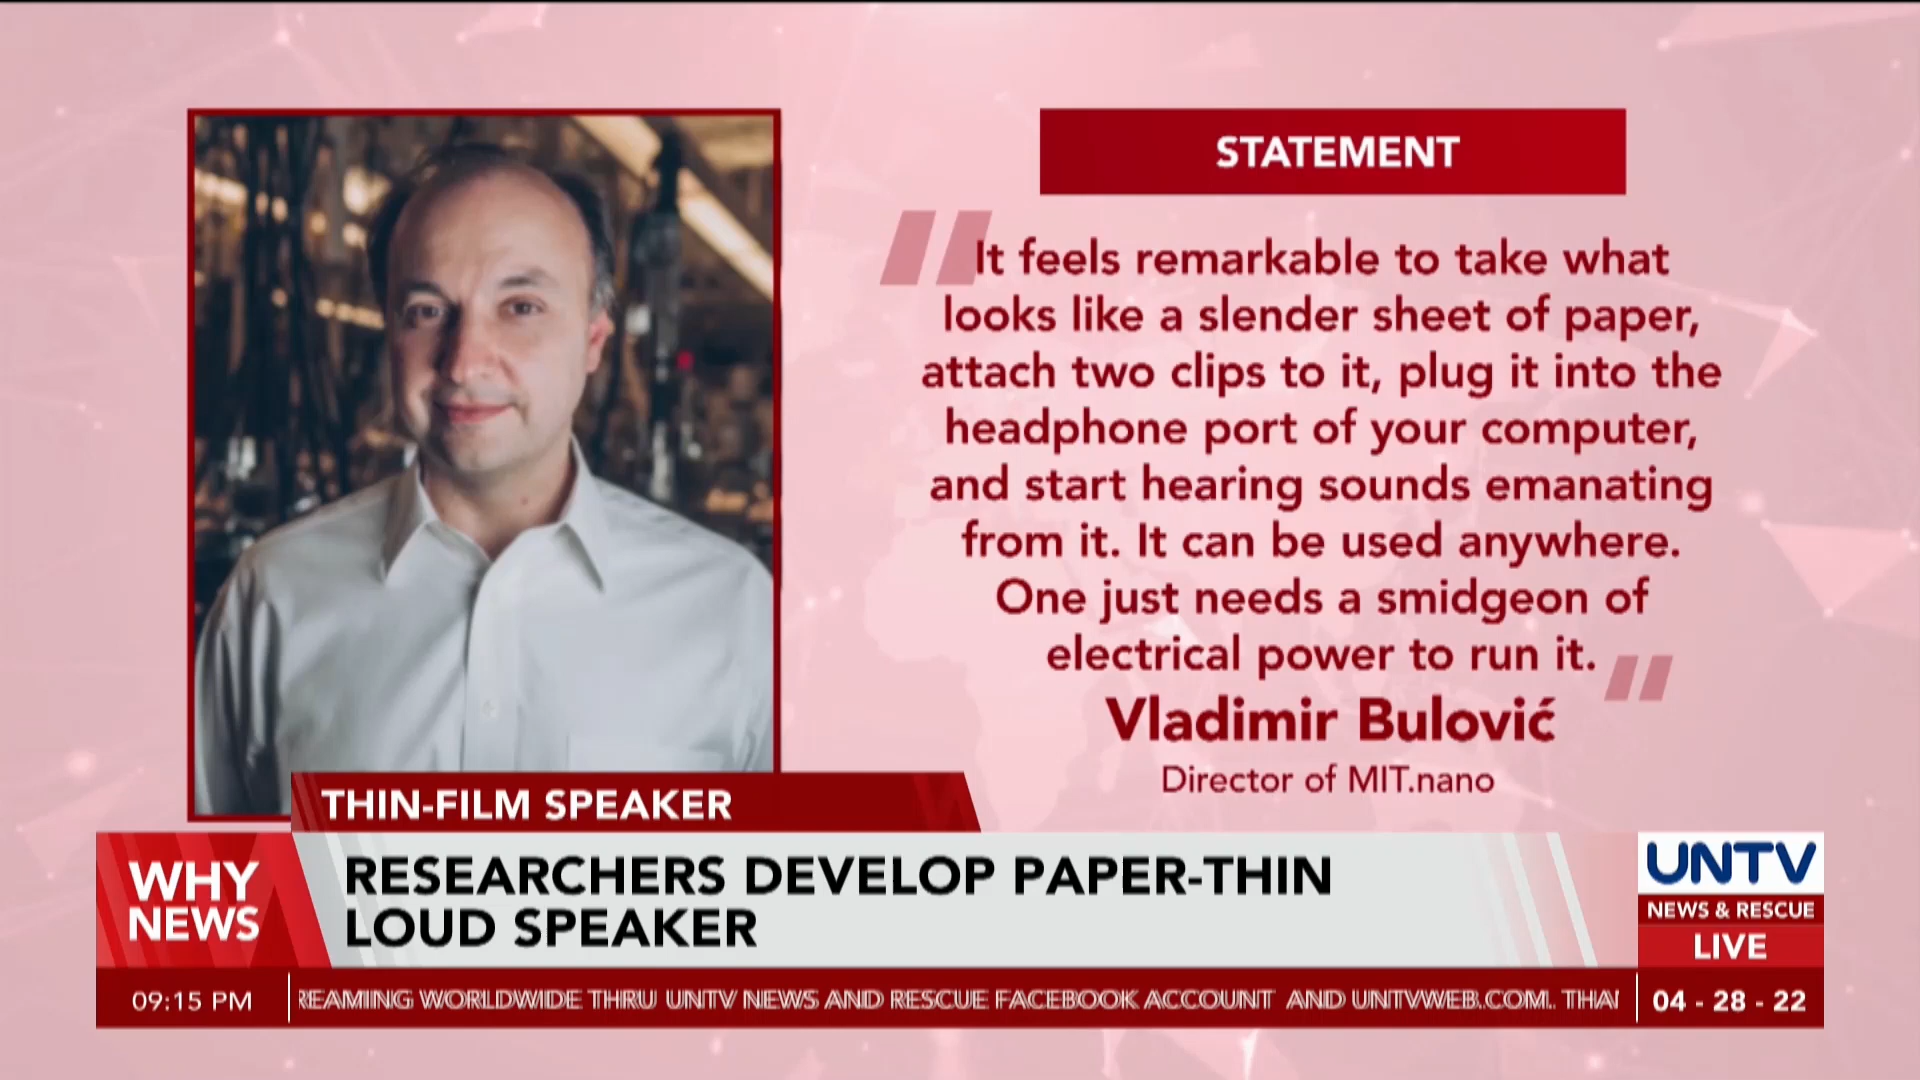 STATEMENT
It feels remarkable to take what
looks like a slender sheet of paper,
attach two clips to it, plug it into the
headphone port of your computer,
and start hearing sounds emanating
from it. It can be used anywhere.
One just needs a smidgeon of
electrical power to run it.
Vladimir Bulović
Director of MIT.nano
THIN-FILM SPEAKER
WHY
NEWS
RESEARCHERS DEVELOP PAPER-THIN
LOUD SPEAKER
UNTV
NEWS & RESCUE
LIVE
09:15 PM
REAMING WORLDWIDE THRU UNTV NEWS AND RESCUE FACEBOOK ACCOUNT AND UNTVWEB.COM.. THA
04 - 28 - 22